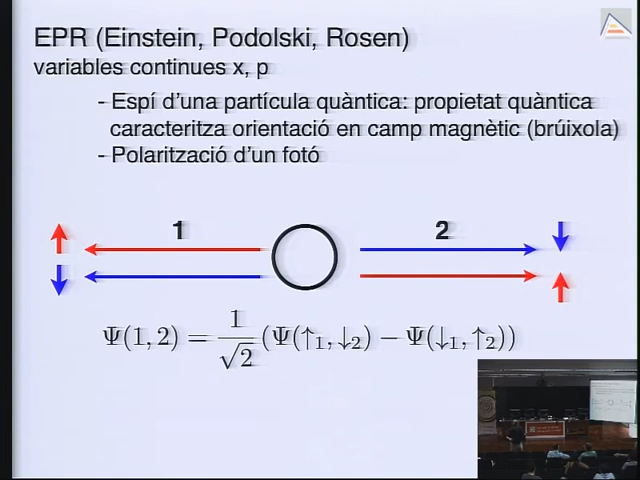 EPR (Einstein, Podolski, Rosen)
variables continues x, p
- Espí d'una partícula quàntica: propietat quàntica
caracteritza orientació en camp magnètic (brúixola)
- Polarització d'un fotó
1 2
Ψ(1, 2) = 1/√2 (Ψ(↑₁, ↓₂) − Ψ(↓₁, ↑₂))